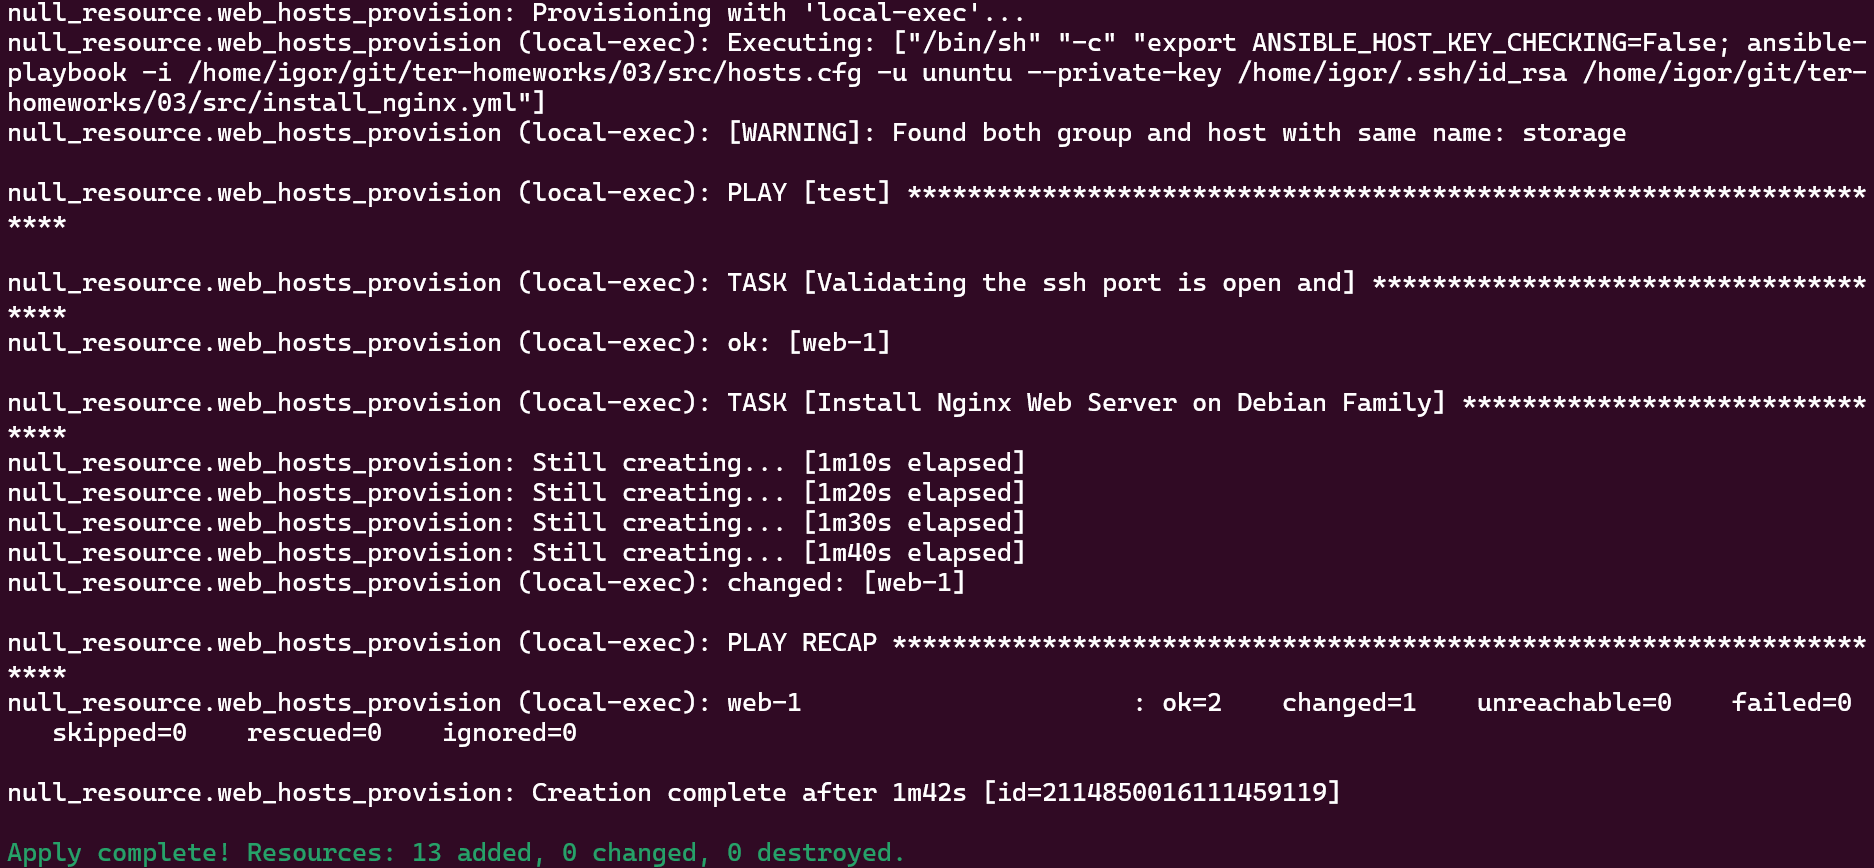 null_resource.web_hosts_provision: Provisioning with 'local-exec'...
null_resource.web_hosts_provision (local-exec): Executing: ["/bin/sh" "-c" "export ANSIBLE_HOST_KEY_CHECKING=False; ansible-
playbook -i /home/igor/git/ter-homeworks/03/src/hosts.cfg -u ununtu --private-key /home/igor/.ssh/id_rsa /home/igor/git/ter-
homeworks/03/src/install_nginx.yml"]
null_resource.web_hosts_provision (local-exec): [WARNING]: Found both group and host with same name: storage
null_resource.web_hosts_provision (local-exec): PLAY [test] ****************************************************************
****
null_resource.web_hosts_provision (local-exec): TASK [Validating the ssh port is open and] *********************************
****
null_resource.web_hosts_provision (local-exec): ok: [web-1]
null_resource.web_hosts_provision (local-exec): TASK [Install Nginx Web Server on Debian Family] ***************************
****
null_resource.web_hosts_provision: Still creating... [1m10s elapsed]
null_resource.web_hosts_provision: Still creating... [1m20s elapsed]
null_resource.web_hosts_provision: Still creating... [1m30s elapsed]
null_resource.web_hosts_provision: Still creating... [1m40s elapsed]
null_resource.web_hosts_provision (local-exec): changed: [web-1]
null_resource.web_hosts_provision (local-exec): PLAY RECAP *****************************************************************
****
null_resource.web_hosts_provision (local-exec): web-1                      : ok=2    changed=1    unreachable=0    failed=0
   skipped=0    rescued=0    ignored=0
null_resource.web_hosts_provision: Creation complete after 1m42s [id=2114850016111459119]
Apply complete! Resources: 13 added, 0 changed, 0 destroyed.